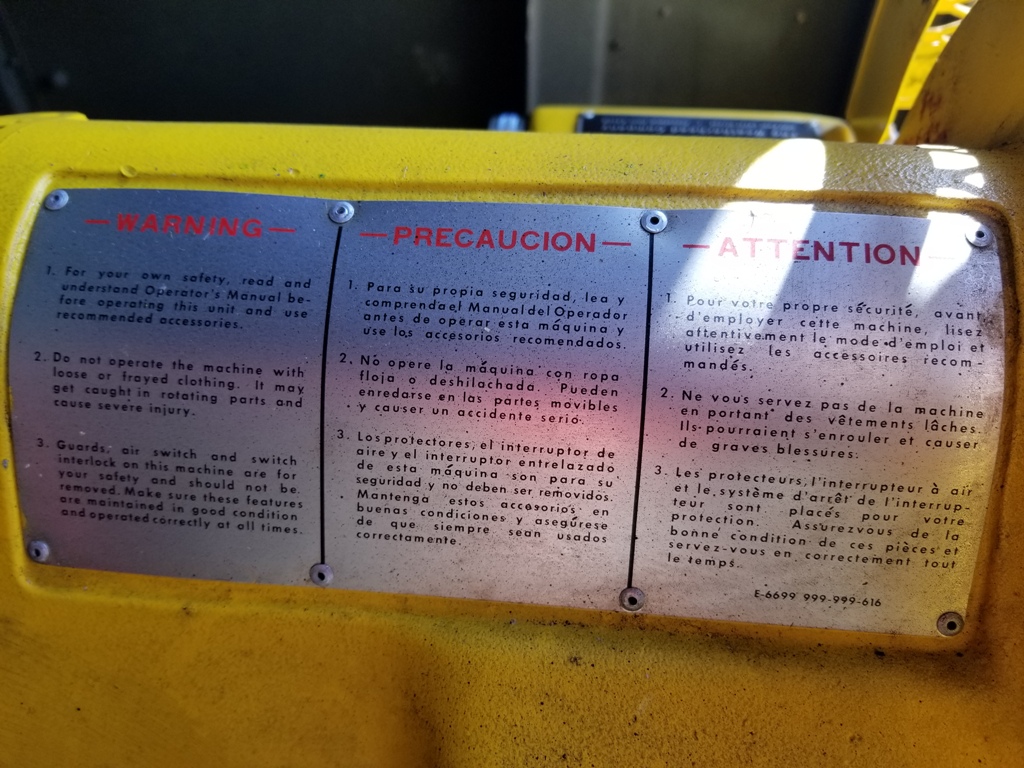 — WARNING —
1. For your own safety, read and
understand Operator's Manual be-
fore operating this unit and use
recommended accessories.
2. Do not operate the machine with
loose or frayed clothing. It may
get caught in rotating parts and
cause severe injury.
3. Guards, air switch and switch
interlock on this machine are for
your safety and should not be
removed. Make sure these features
are maintained in good condition
and operated correctly at all times.
— PRECAUCION —
1. Para su propia seguridad, lea y
comprenda el Manual del Operador
antes de operar esta máquina y
use los accesorios recomendados.
2. No opere la máquina con ropa
floja o deshilachada. Pueden
enredarse en las partes movibles
y causer un accidente serio.
3. Los protectores, el interruptor de
aire y el interruptor entrelazado
de esta máquina son para su
seguridad y no deben ser removidos.
Mantenga estos accesorios en
buenas condiciones y asegúrese
de que siempre sean usados
correctamente.
— ATTENTION —
1. Pour votre propre sécurité, avant
d'employer cette machine, lisez
attentivement le mode d'emploi et
utilisez les accessoires recom-
mandés.
2. Ne vous servez pas de la machine
en portant des vêtements lâches.
Ils pourraient s'enrouler et causer
de graves blessures.
3. Les protecteurs, l'interrupteur à air
et le système d'arrêt de l'interrup-
teur sont placés pour votre
protection. Assurezvous de la
bonne condition de ces pièces et
servez-vous en correctement tout
le temps.
E-6699 999-999-616